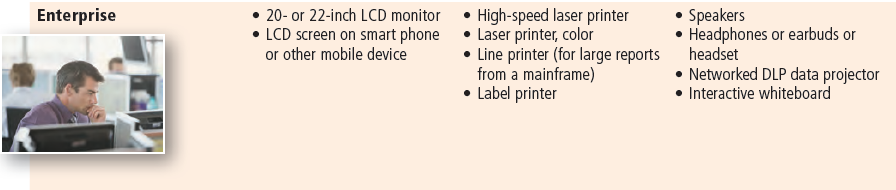 Enterprise
• 20- or 22-inch LCD monitor
• LCD screen on smart phone
or other mobile device
• High-speed laser printer
• Laser printer, color
• Line printer (for large reports
from a mainframe)
• Label printer
• Speakers
• Headphones or earbuds or
headset
• Networked DLP data projector
• Interactive whiteboard